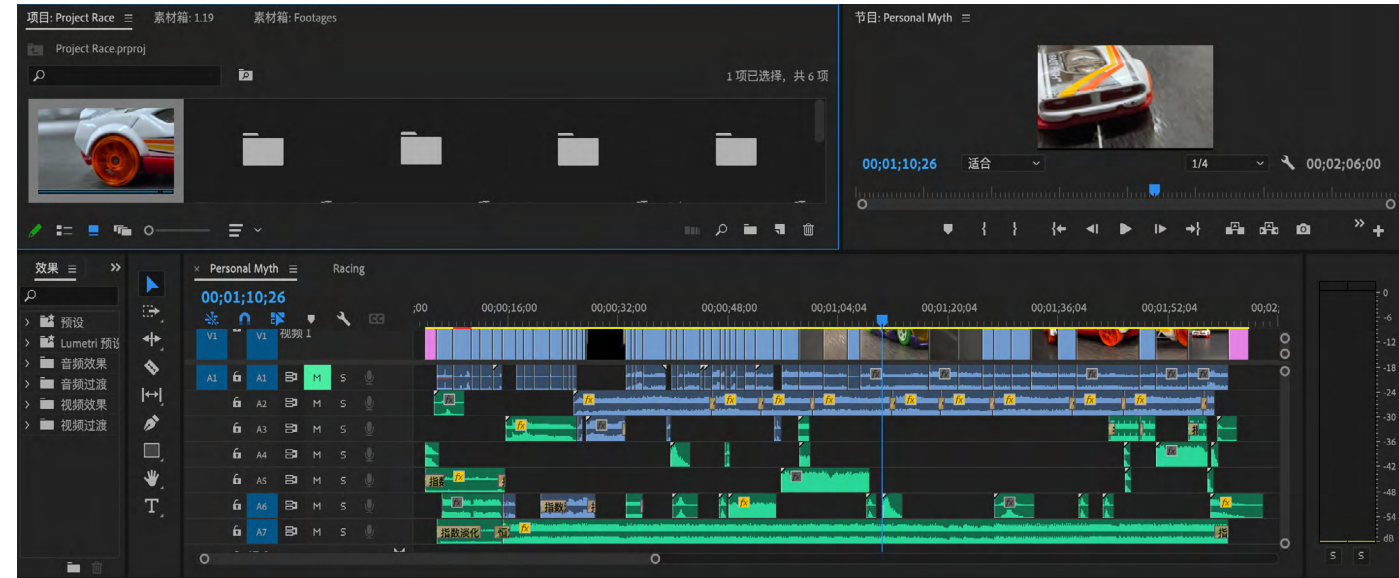 项目: Project Race
素材箱: 1.19
素材箱: Footages
Project Race.prproj
1 项已选择，共 6 项
节目: Personal Myth
00;01;10;26
适合
1/4
00;02;06;00
效果
预设
Lumetri 预设
音频效果
音频过渡
视频效果
视频过渡
× Personal Myth
Racing
00;01;10;26
;00
00;00;16;00
00;00;32;00
00;00;48;00
00;01;04;04
00;01;20;04
00;01;36;04
00;01;52;04
00;02;
V1 V1 视频 1
A1 A1 M S
A2 M S
A3 M S
A4 M S
A5 M S
A6 M S
A7 M S
fx
指数
指数淡化
0
-6
-12
-18
-24
-30
-36
-42
-48
-54
dB
S S